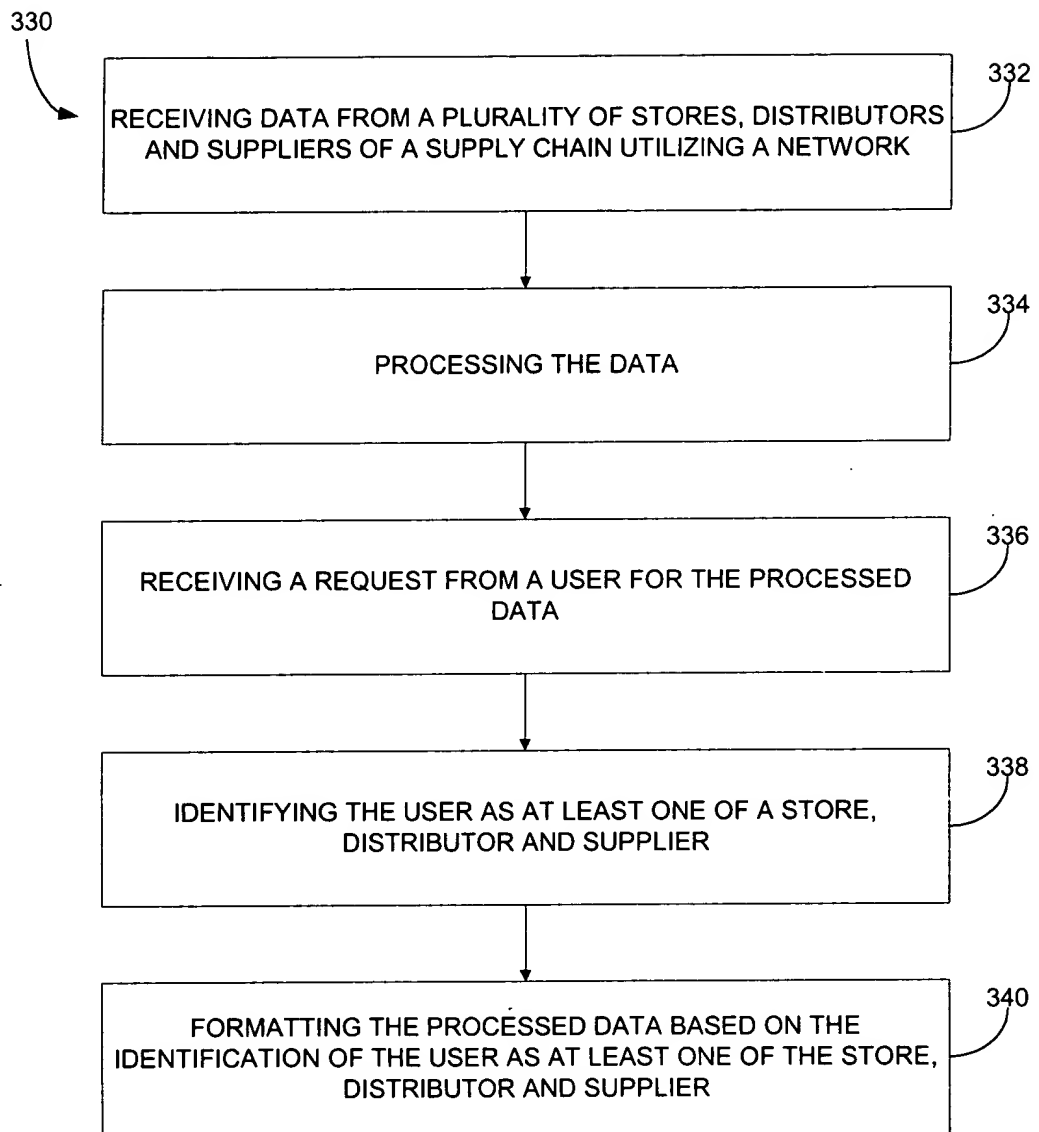 330
332
RECEIVING DATA FROM A PLURALITY OF STORES, DISTRIBUTORS
AND SUPPLIERS OF A SUPPLY CHAIN UTILIZING A NETWORK
334
PROCESSING THE DATA
336
RECEIVING A REQUEST FROM A USER FOR THE PROCESSED
DATA
338
IDENTIFYING THE USER AS AT LEAST ONE OF A STORE,
DISTRIBUTOR AND SUPPLIER
340
FORMATTING THE PROCESSED DATA BASED ON THE
IDENTIFICATION OF THE USER AS AT LEAST ONE OF THE STORE,
DISTRIBUTOR AND SUPPLIER